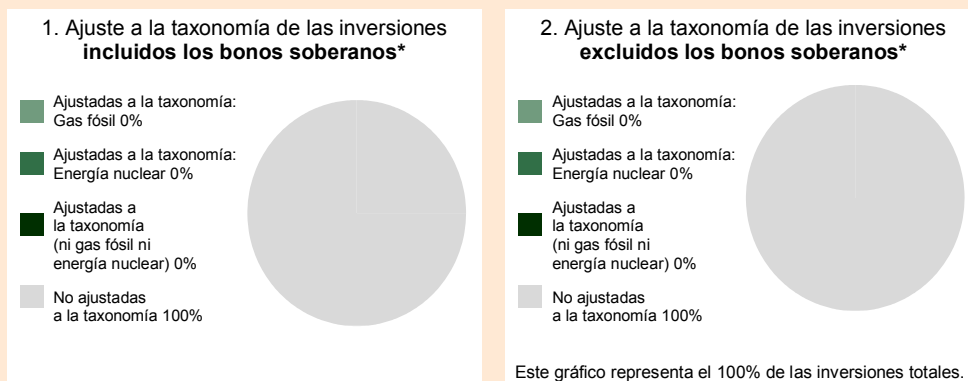 1. Ajuste a la taxonomía de las inversiones
incluidos los bonos soberanos*
Ajustadas a la taxonomía:
Gas fósil 0%
Ajustadas a la taxonomía:
Energía nuclear 0%
Ajustadas a
la taxonomía
(ni gas fósil ni
energía nuclear) 0%
No ajustadas
a la taxonomía 100%
2. Ajuste a la taxonomía de las inversiones
excluidos los bonos soberanos*
Ajustadas a la taxonomía:
Gas fósil 0%
Ajustadas a la taxonomía:
Energía nuclear 0%
Ajustadas a
la taxonomía
(ni gas fósil ni
energía nuclear) 0%
No ajustadas
a la taxonomía 100%
Este gráfico representa el 100% de las inversiones totales.